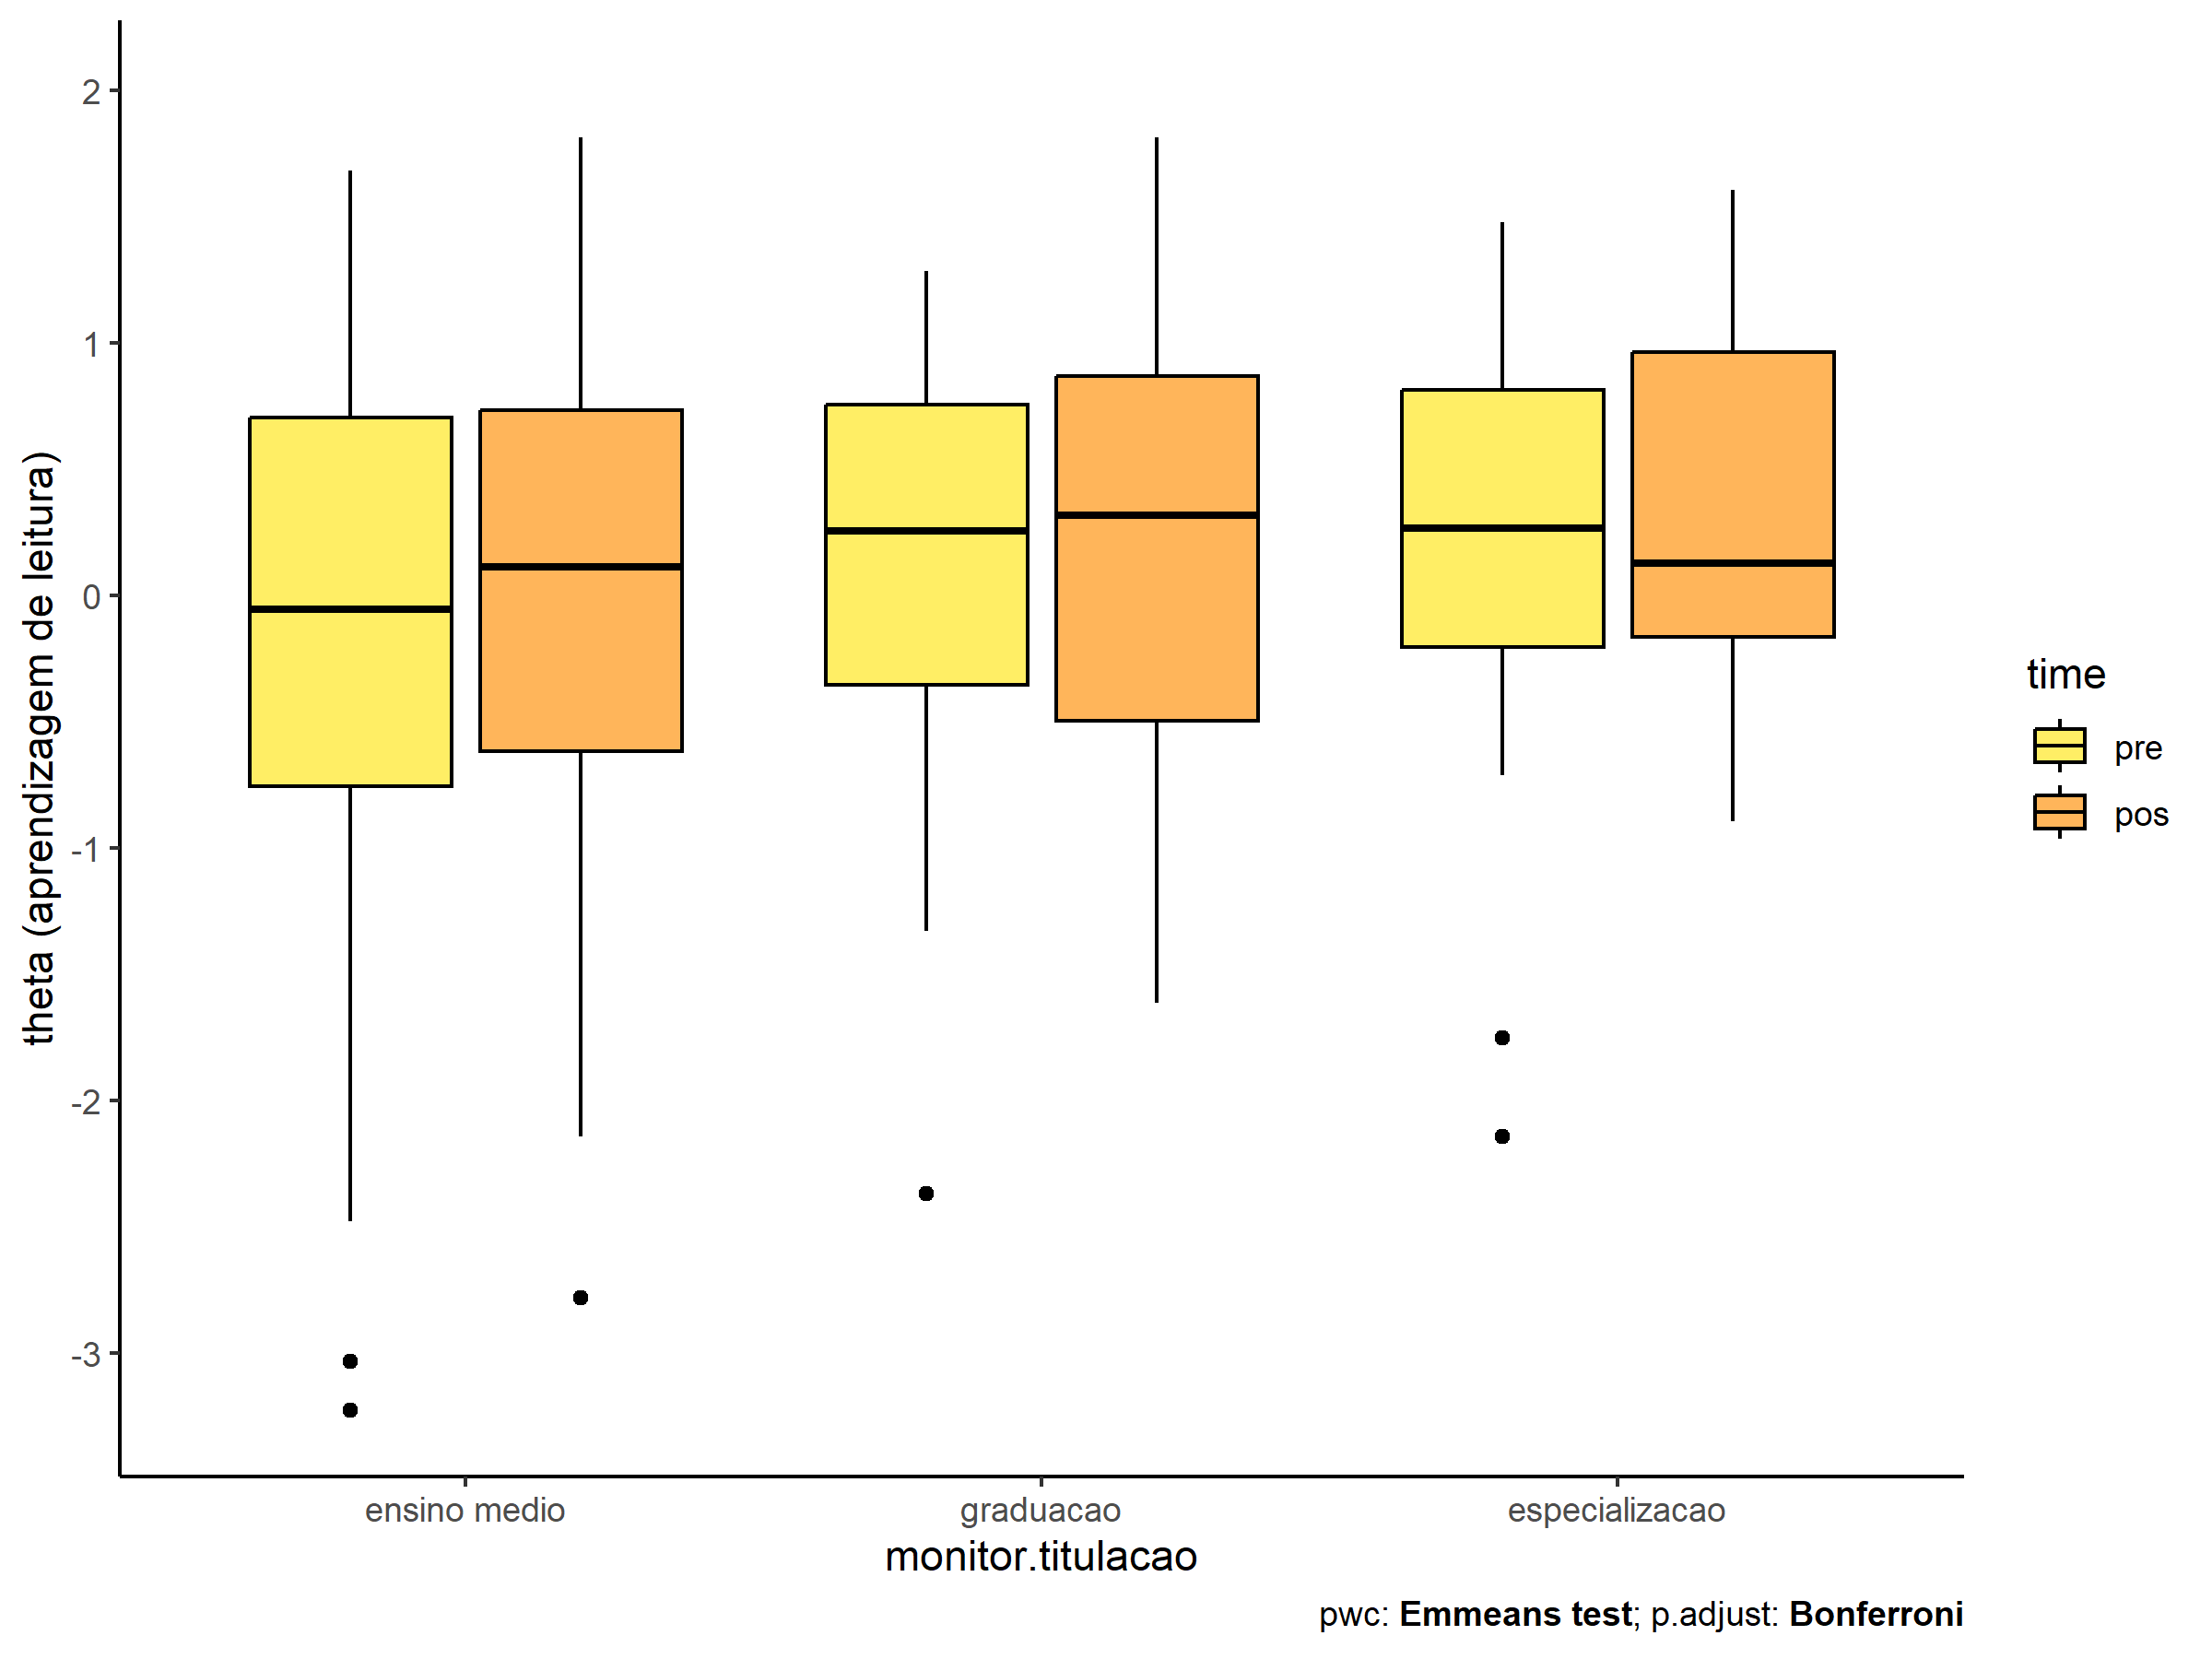 theta (aprendizagem de leitura)
2
1
0
-1
-2
-3
ensino medio
graduacao
especializacao
monitor.titulacao
time
pre
pos
pwc: Emmeans test; p.adjust: Bonferroni